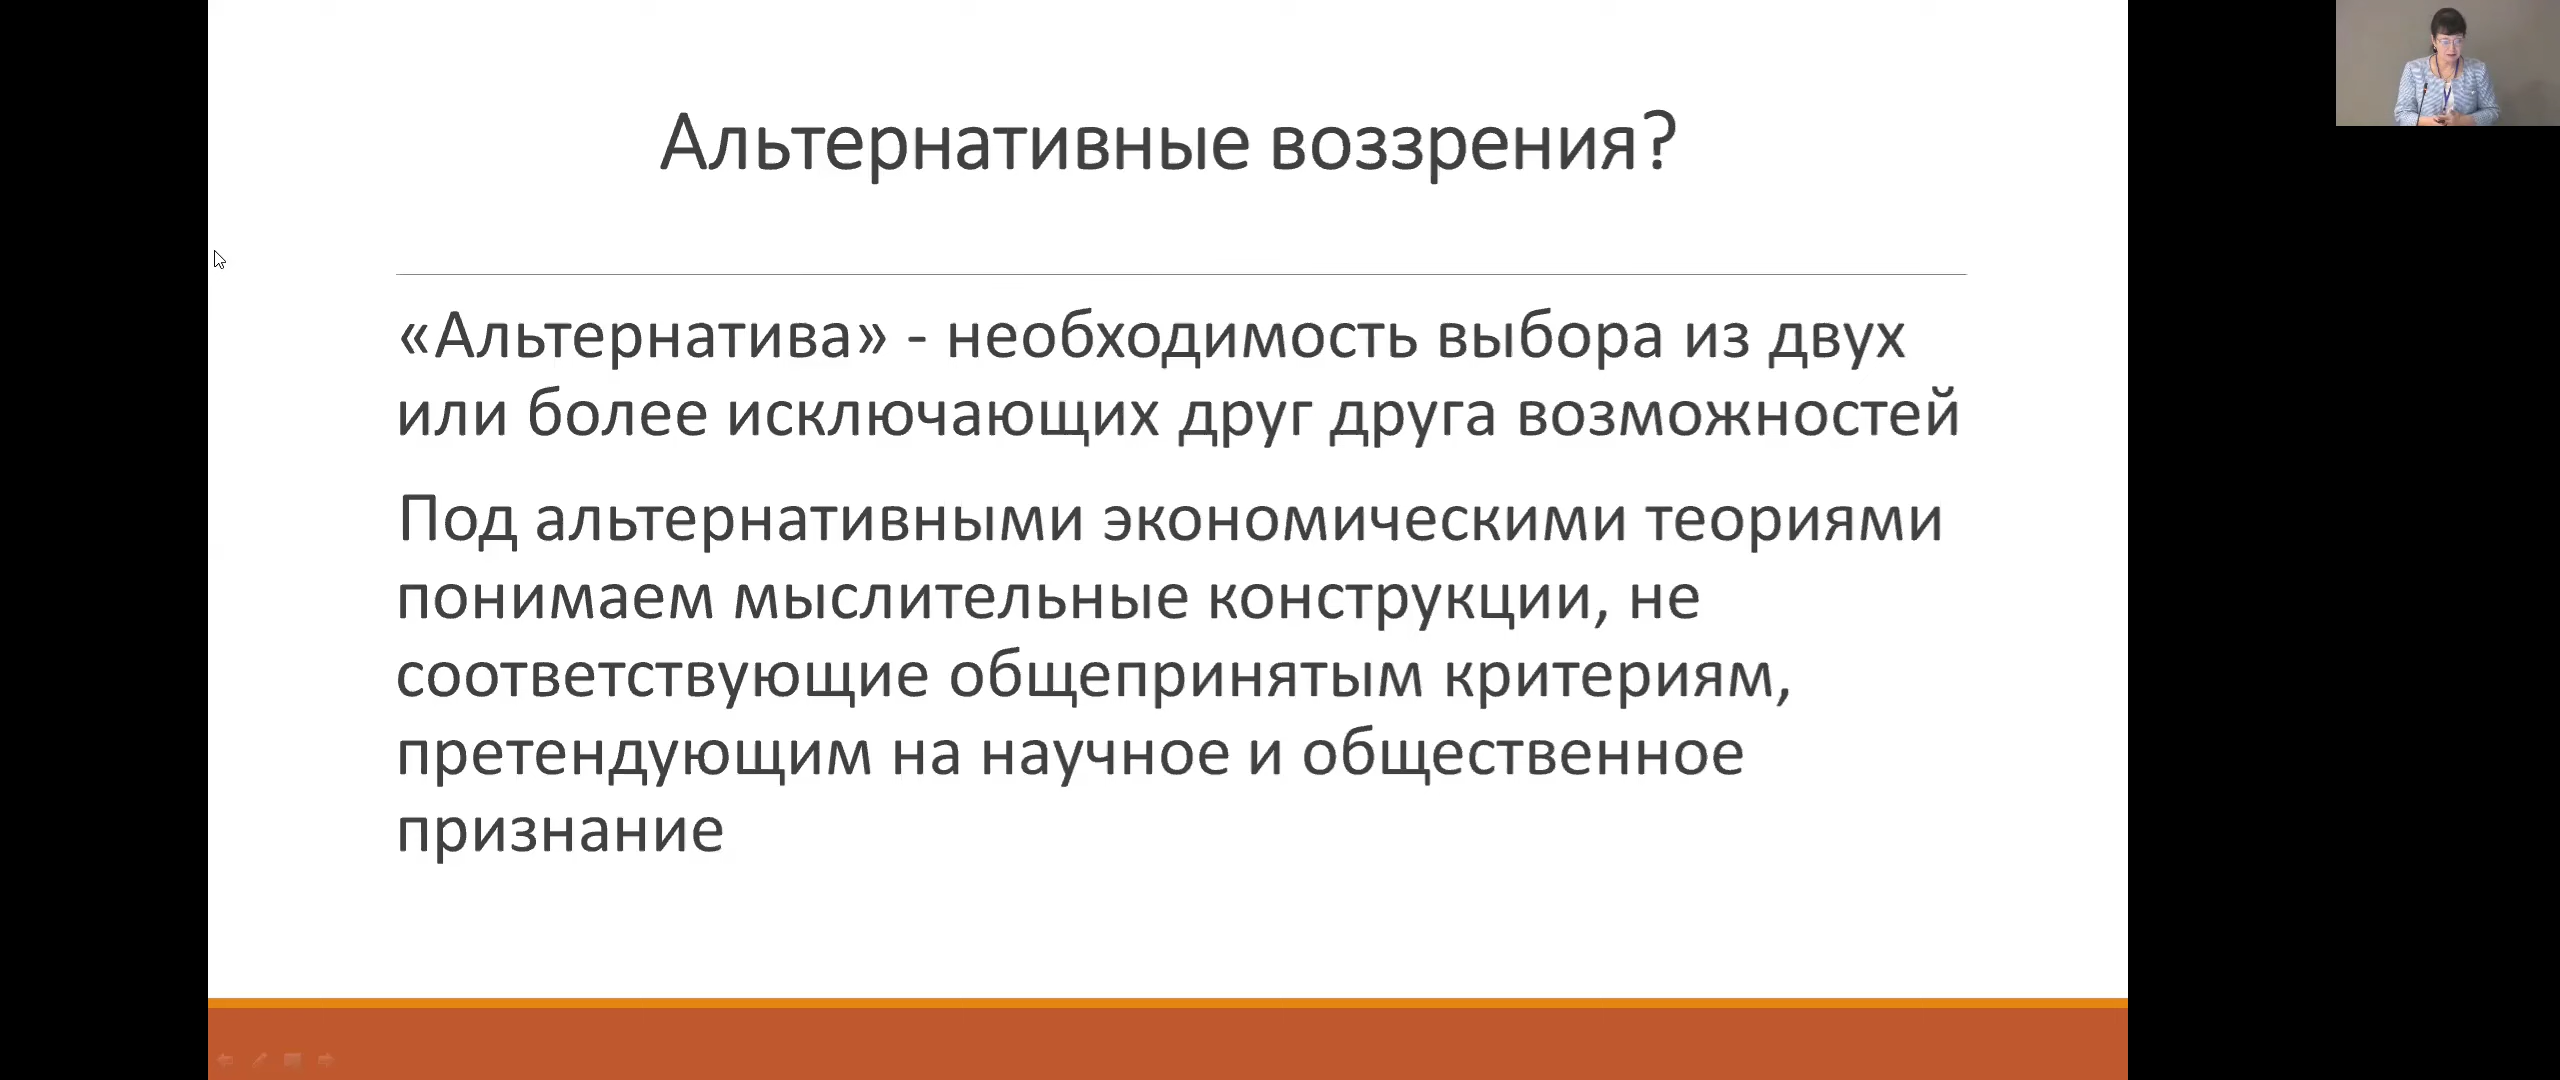 Альтернативные воззрения?
«Альтернатива» - необходимость выбора из двух
или более исключающих друг друга возможностей
Под альтернативными экономическими теориями
понимаем мыслительные конструкции, не
соответствующие общепринятым критериям,
претендующим на научное и общественное
признание